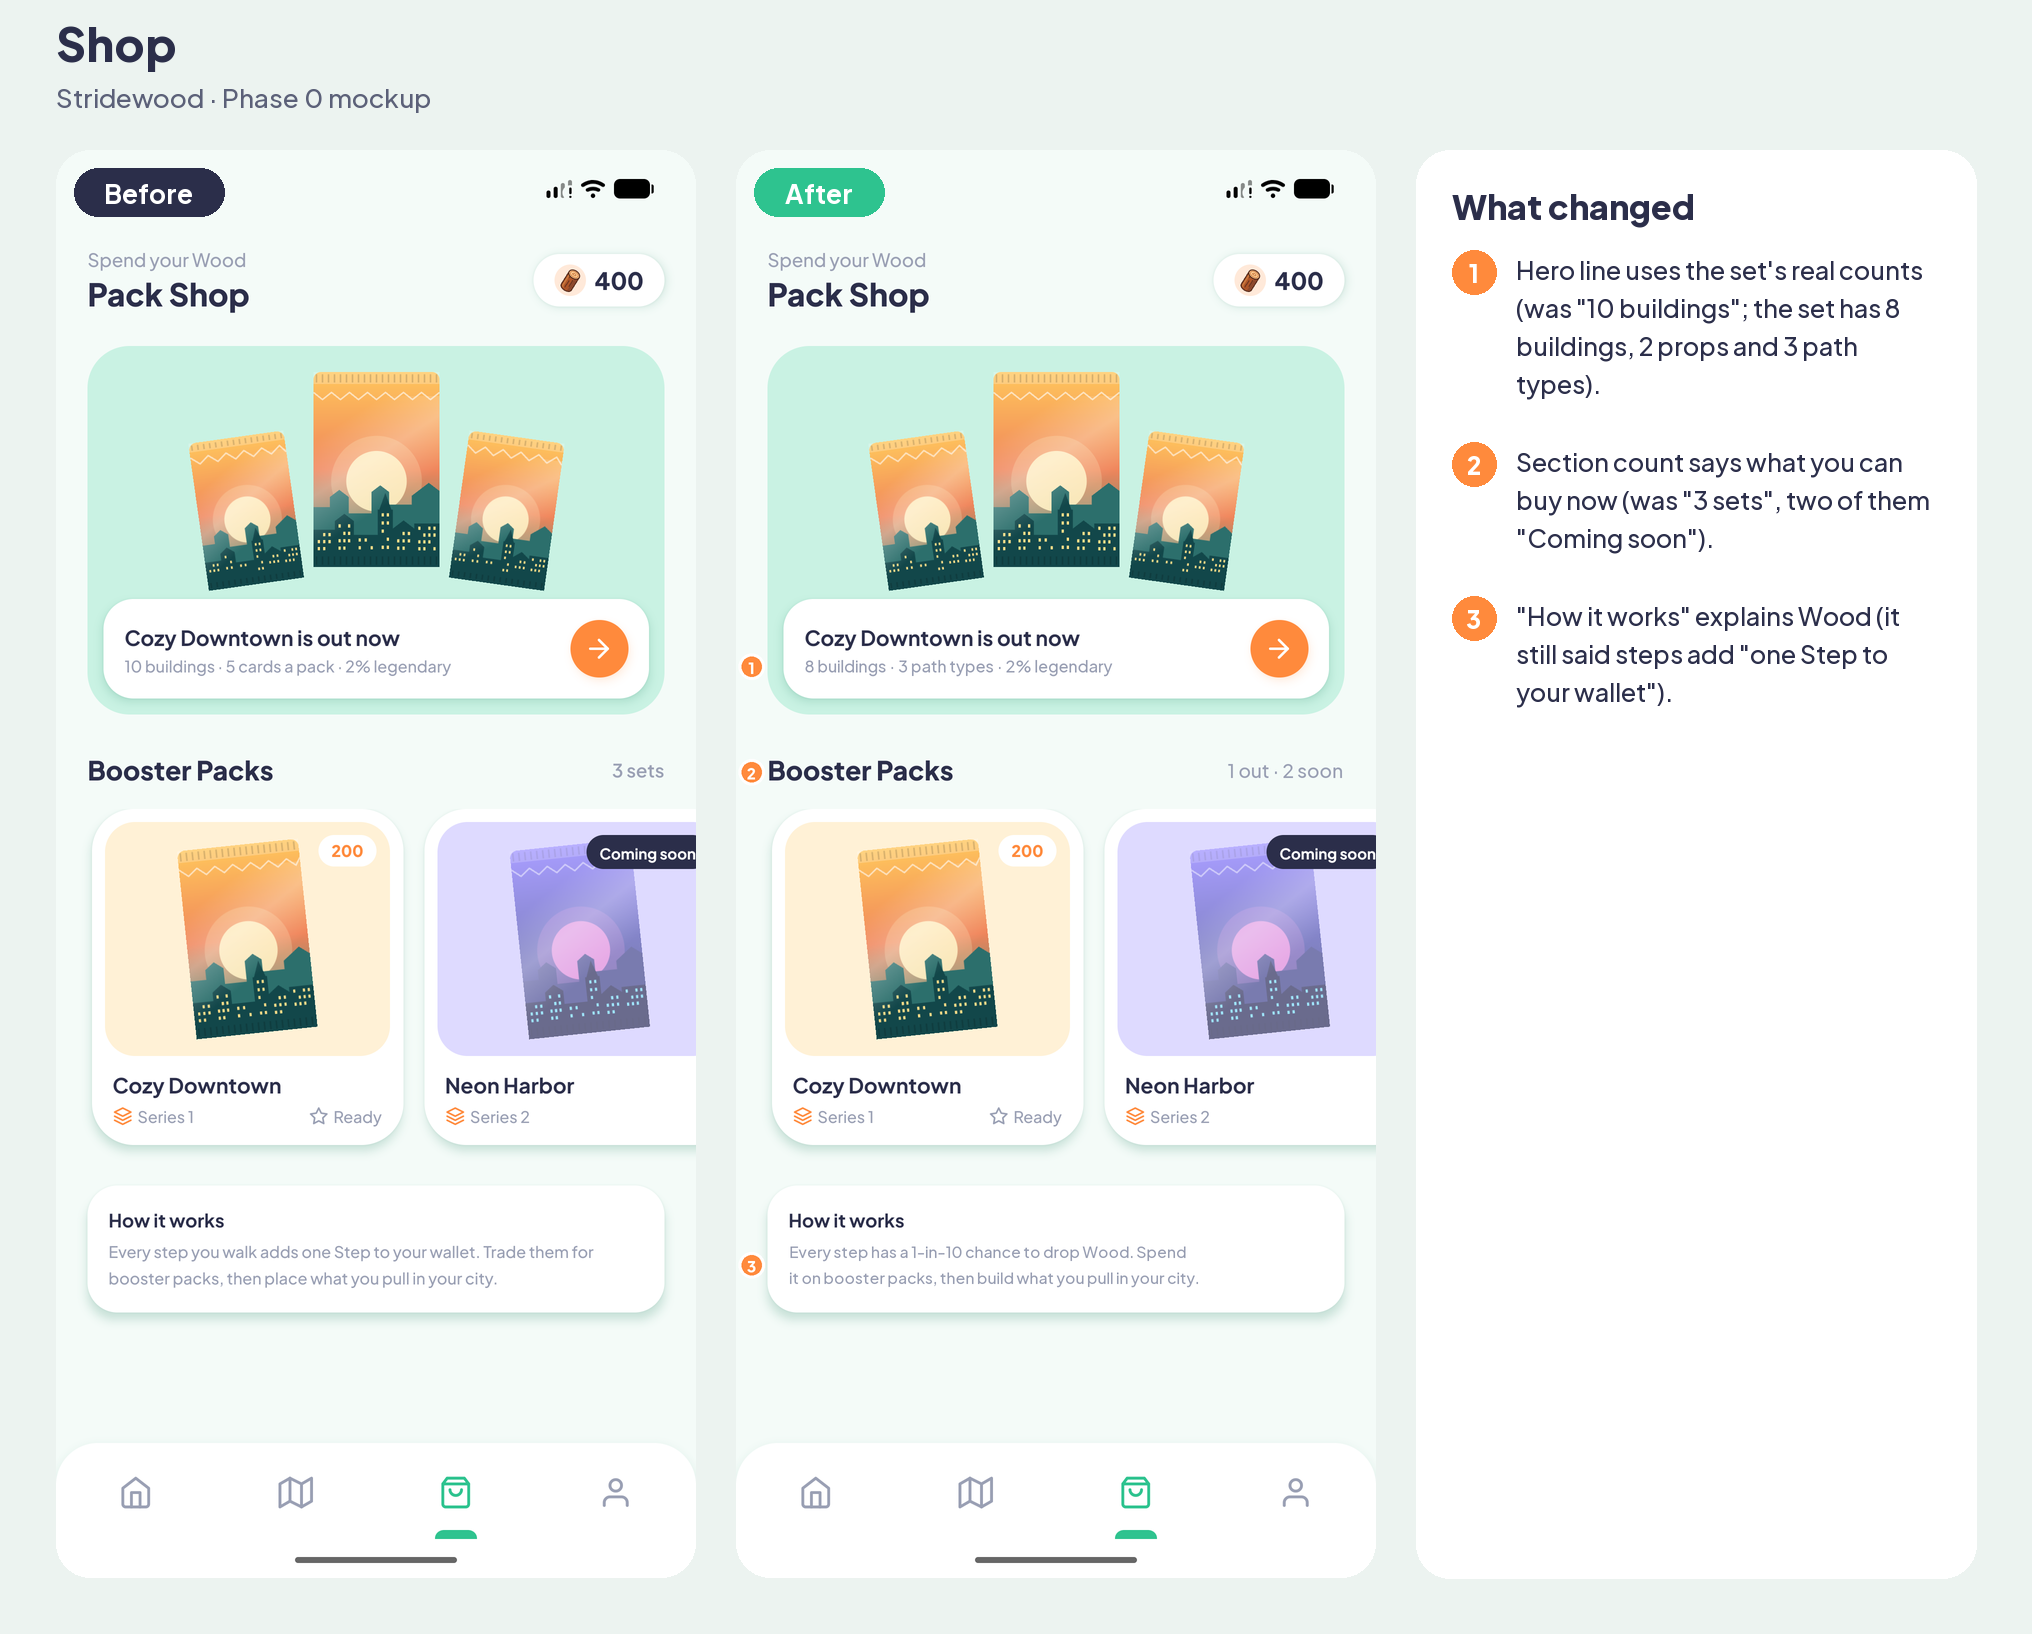 Shop
Stridewood · Phase 0 mockup
Before
Spend your Wood
Pack Shop
400
Cozy Downtown is out now
10 buildings · 5 cards a pack · 2% legendary
Booster Packs
3 sets
200
Coming soon
Cozy Downtown
Series 1
Ready
Neon Harbor
Series 2
How it works
Every step you walk adds one Step to your wallet. Trade them for
booster packs, then place what you pull in your city.
After
Spend your Wood
Pack Shop
400
Cozy Downtown is out now
1
8 buildings · 3 path types · 2% legendary
2
Booster Packs
1 out · 2 soon
200
Coming soon
Cozy Downtown
Series 1
Ready
Neon Harbor
Series 2
How it works
3
Every step has a 1-in-10 chance to drop Wood. Spend
it on booster packs, then build what you pull in your city.
What changed
1
Hero line uses the set's real counts
(was "10 buildings"; the set has 8
buildings, 2 props and 3 path
types).
2
Section count says what you can
buy now (was "3 sets", two of them
"Coming soon").
3
"How it works" explains Wood (it
still said steps add "one Step to
your wallet").